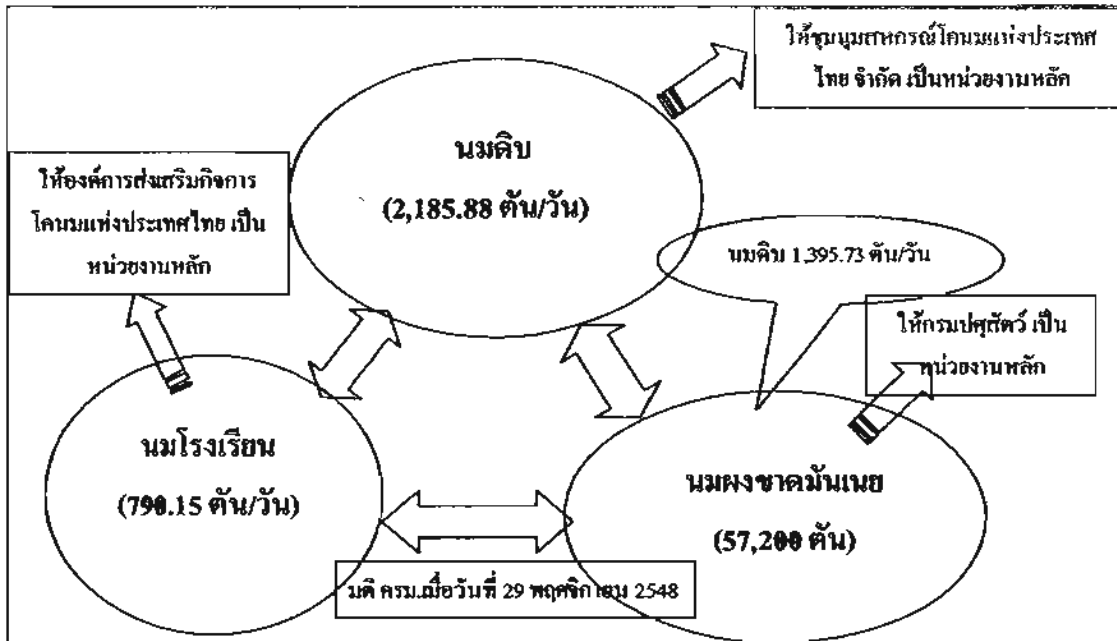 ให้ชุมนุมสหกรณ์โคนมแห่งประเทศ
ไทย จำกัด เป็นหน่วยงานหลัก
นมดิบ
(2,185.88 ตัน/วัน)
ให้องค์การส่งเสริมกิจการ
โคนมแห่งประเทศไทย เป็น
หน่วยงานหลัก
นมดิบ 1,395.73 ตัน/วัน
ให้กรมปศุสัตว์ เป็น
หน่วยงานหลัก
นมโรงเรียน
(790.15 ตัน/วัน)
นมผงขาดมันเนย
(57,200 ตัน)
มติ ครม.เมื่อวันที่ 29 พฤศจิกายน 2548